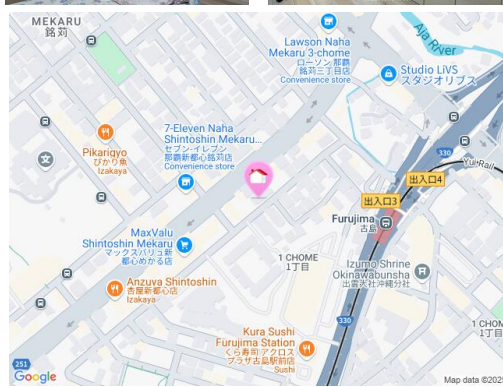 MEKARU
銘苅
Lawson Naha
Mekaru 3-chome
ローソン 那覇
銘苅三丁目店
Convenience store
Aja River
Studio LiVS
スタジオリブス
Pikarigyo
ぴかり魚
Izakaya
7-Eleven Naha
Shintoshin Mekaru...
セブン-イレブン
那覇新都心銘苅店
Convenience store
330
Yui Rail
出入口4
出入口3
Furujima
古島
MaxValu
Shintoshin Mekaru
マックスバリュ新
都心めかる店
1 CHOME
1丁目
Izumo Shrine
Okinawabunsha
出雲大社沖縄分社
Anzuya Shintoshin
杏屋新都心店
Izakaya
330
1 CHOM
1丁目
Kura Sushi
Furujima Station
くら寿司 アクロス
プラザ古島駅前店
Sushi
251
Google
Map data ©202